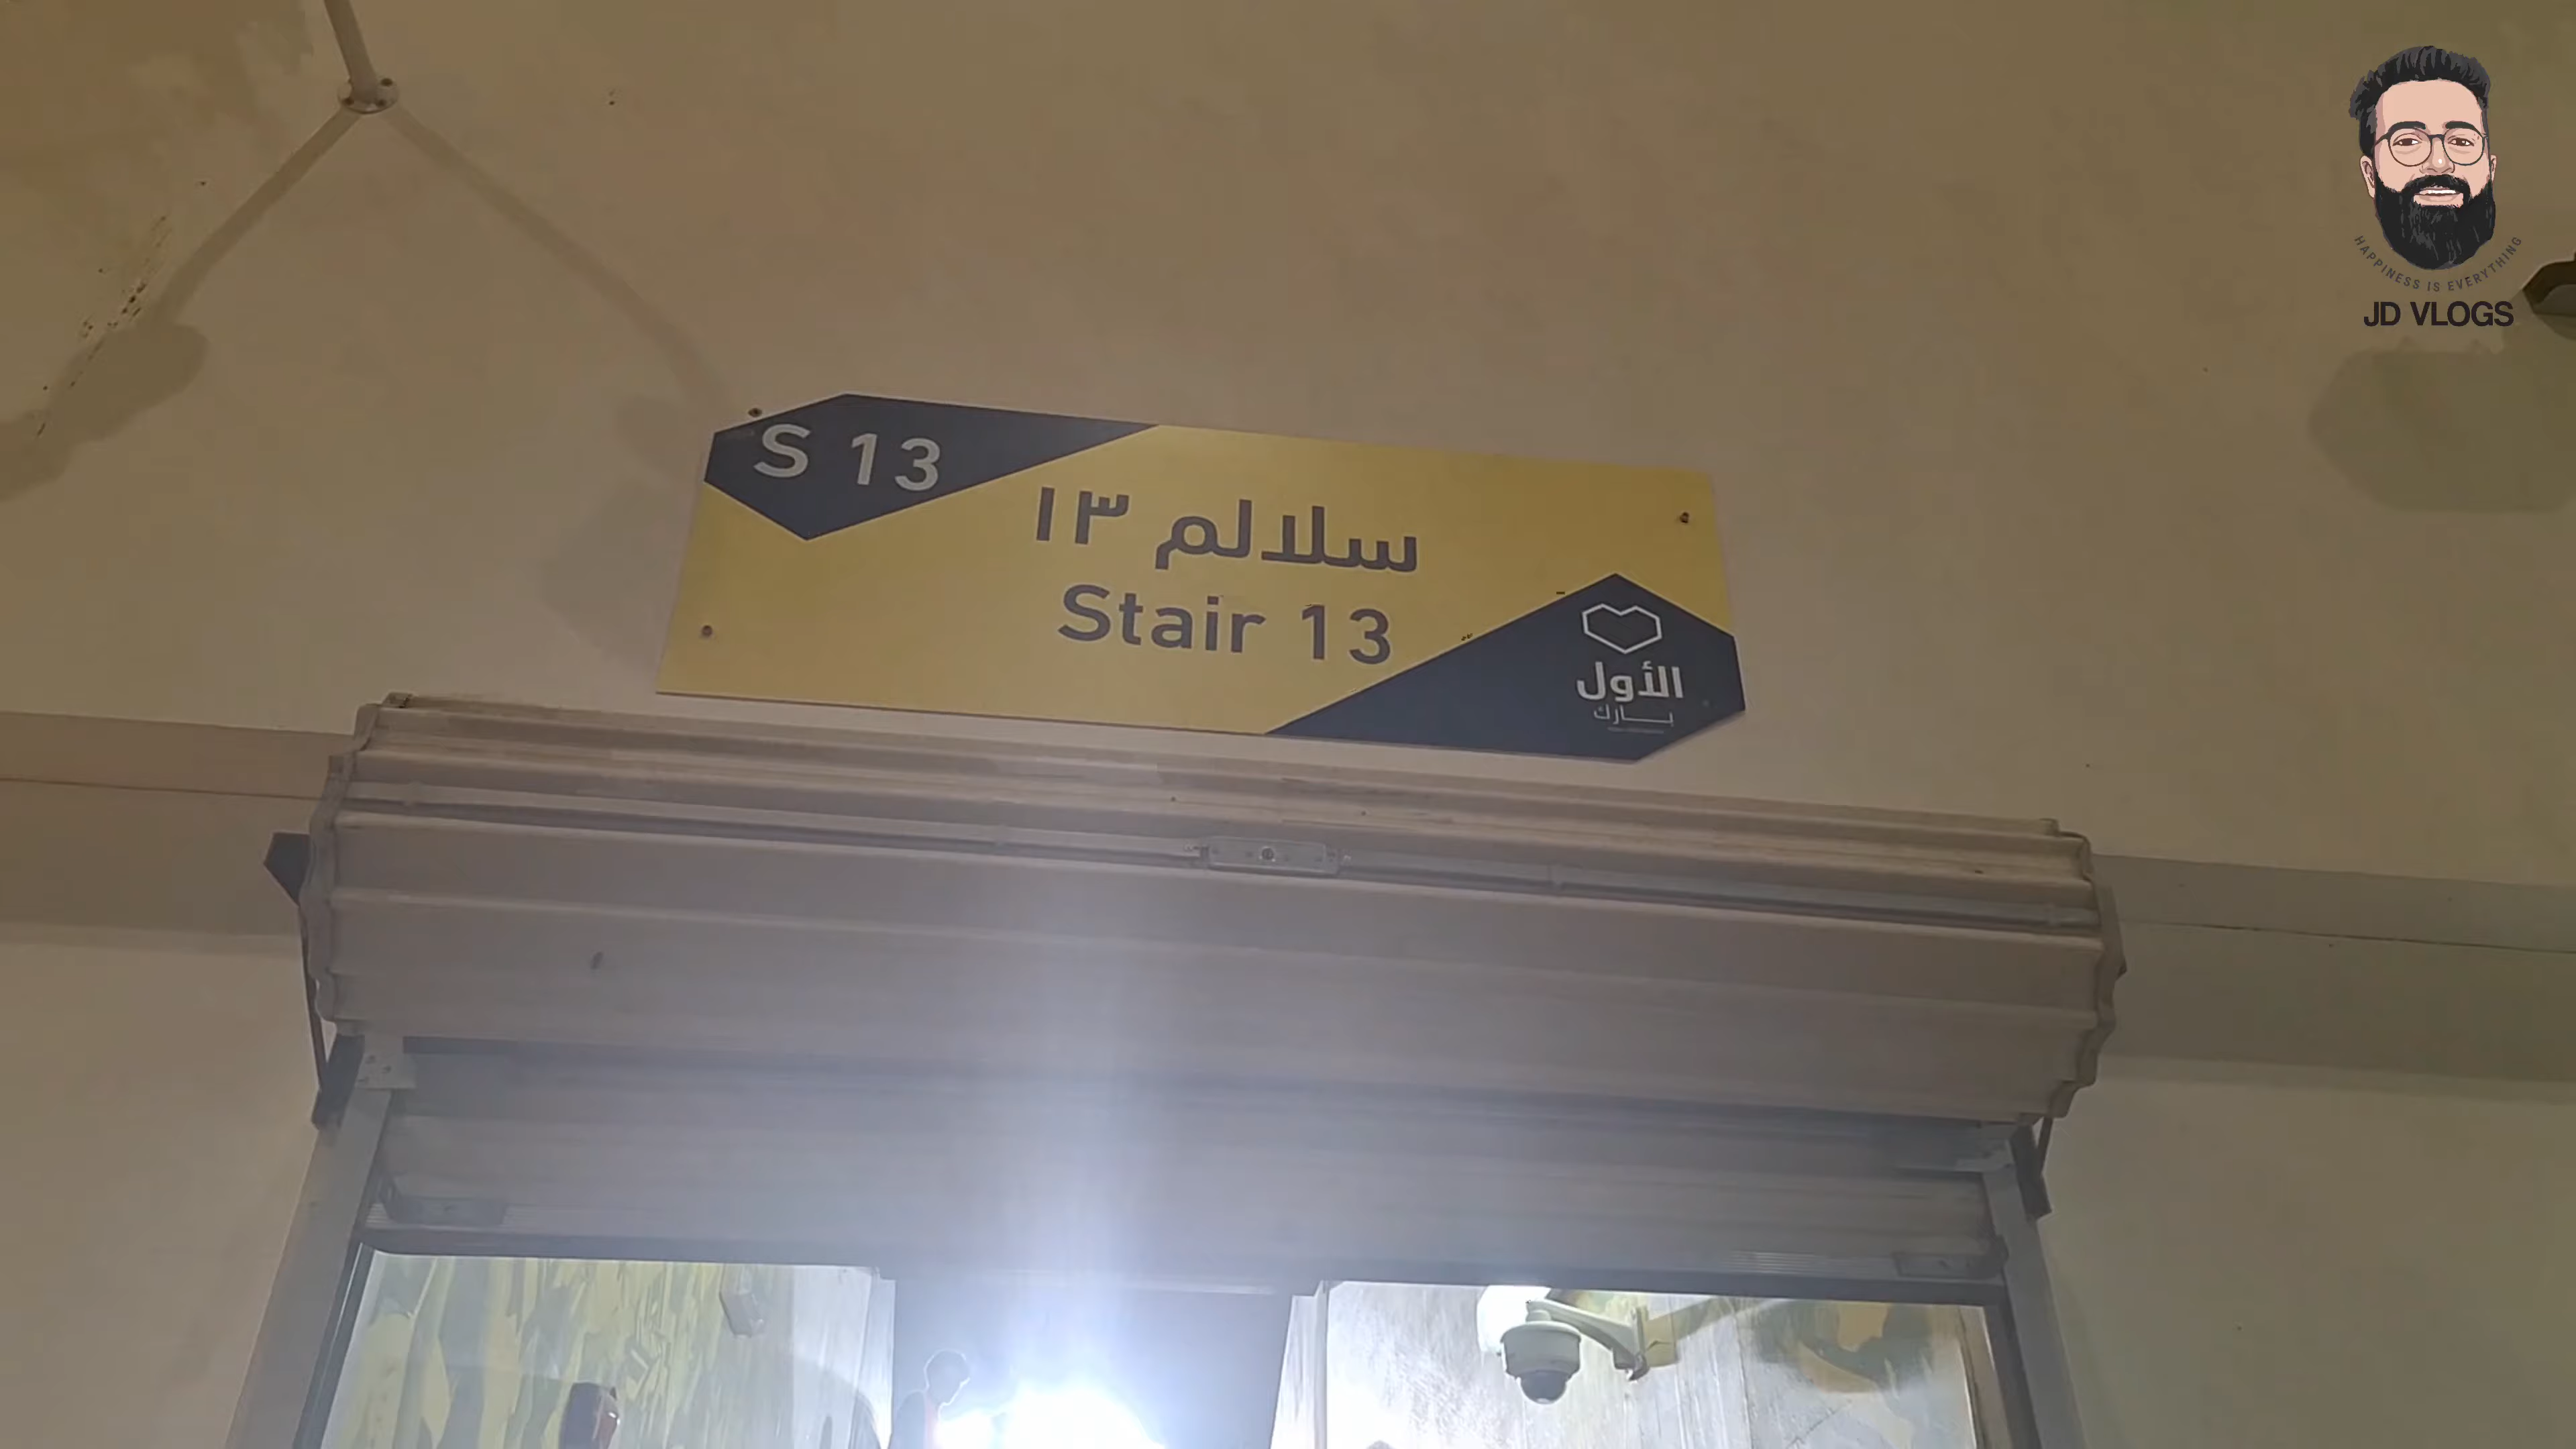 S 13
سلالم ١٣
Stair 13
الأول
بارك
HAPPINESS IS EVERYTHING
JD VLOGS